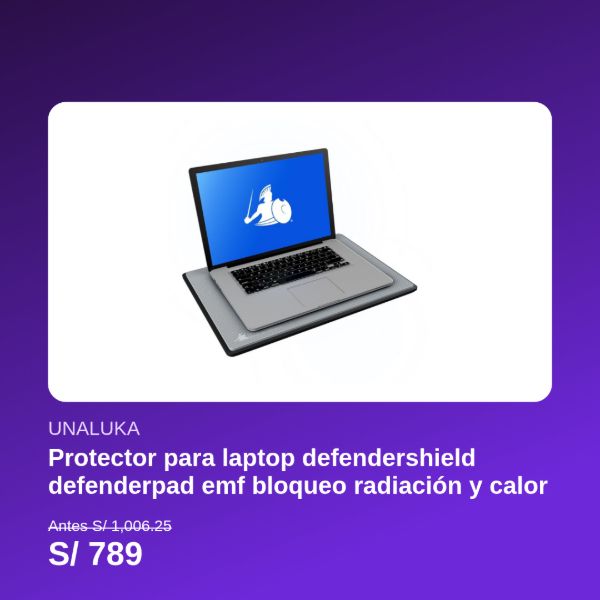 UNALUKA
Protector para laptop defendershield
defenderpad emf bloqueo radiación y calor
Antes S/ 1,006.25
S/ 789